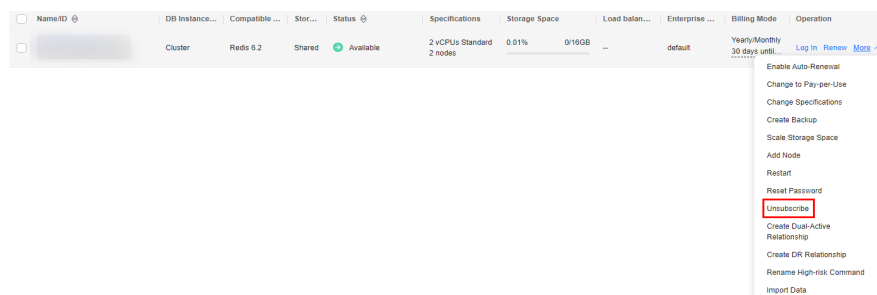 Name/ID DB Instance... Compatible ... Stor... Status Specifications Storage Space Load balan... Enterprise ... Billing Mode Operation
Cluster Redis 6.2 Shared Available 2 vCPUs Standard 0.01% 0/16GB -- default Yearly/Monthly Log In Renew More
2 nodes 30 days until...
Enable Auto-Renewal
Change to Pay-per-Use
Change Specifications
Create Backup
Scale Storage Space
Add Node
Restart
Reset Password
Unsubscribe
Create Dual-Active
Relationship
Create DR Relationship
Rename High-risk Command
Import Data